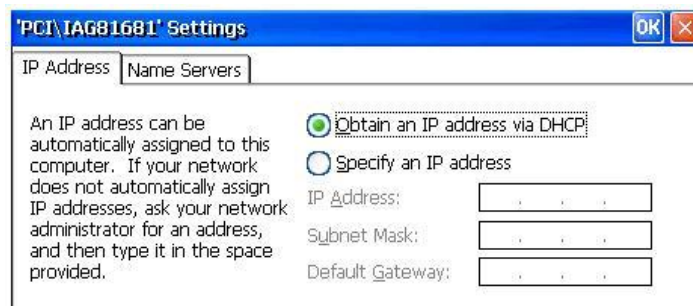 'PCI\IAG81681' Settings
OK
IP Address
Name Servers
An IP address can be
automatically assigned to this
computer. If your network
does not automatically assign
IP addresses, ask your network
administrator for an address,
and then type it in the space
provided.
Obtain an IP address via DHCP
Specify an IP address
IP Address: . . .
Subnet Mask: . . .
Default Gateway: . . .